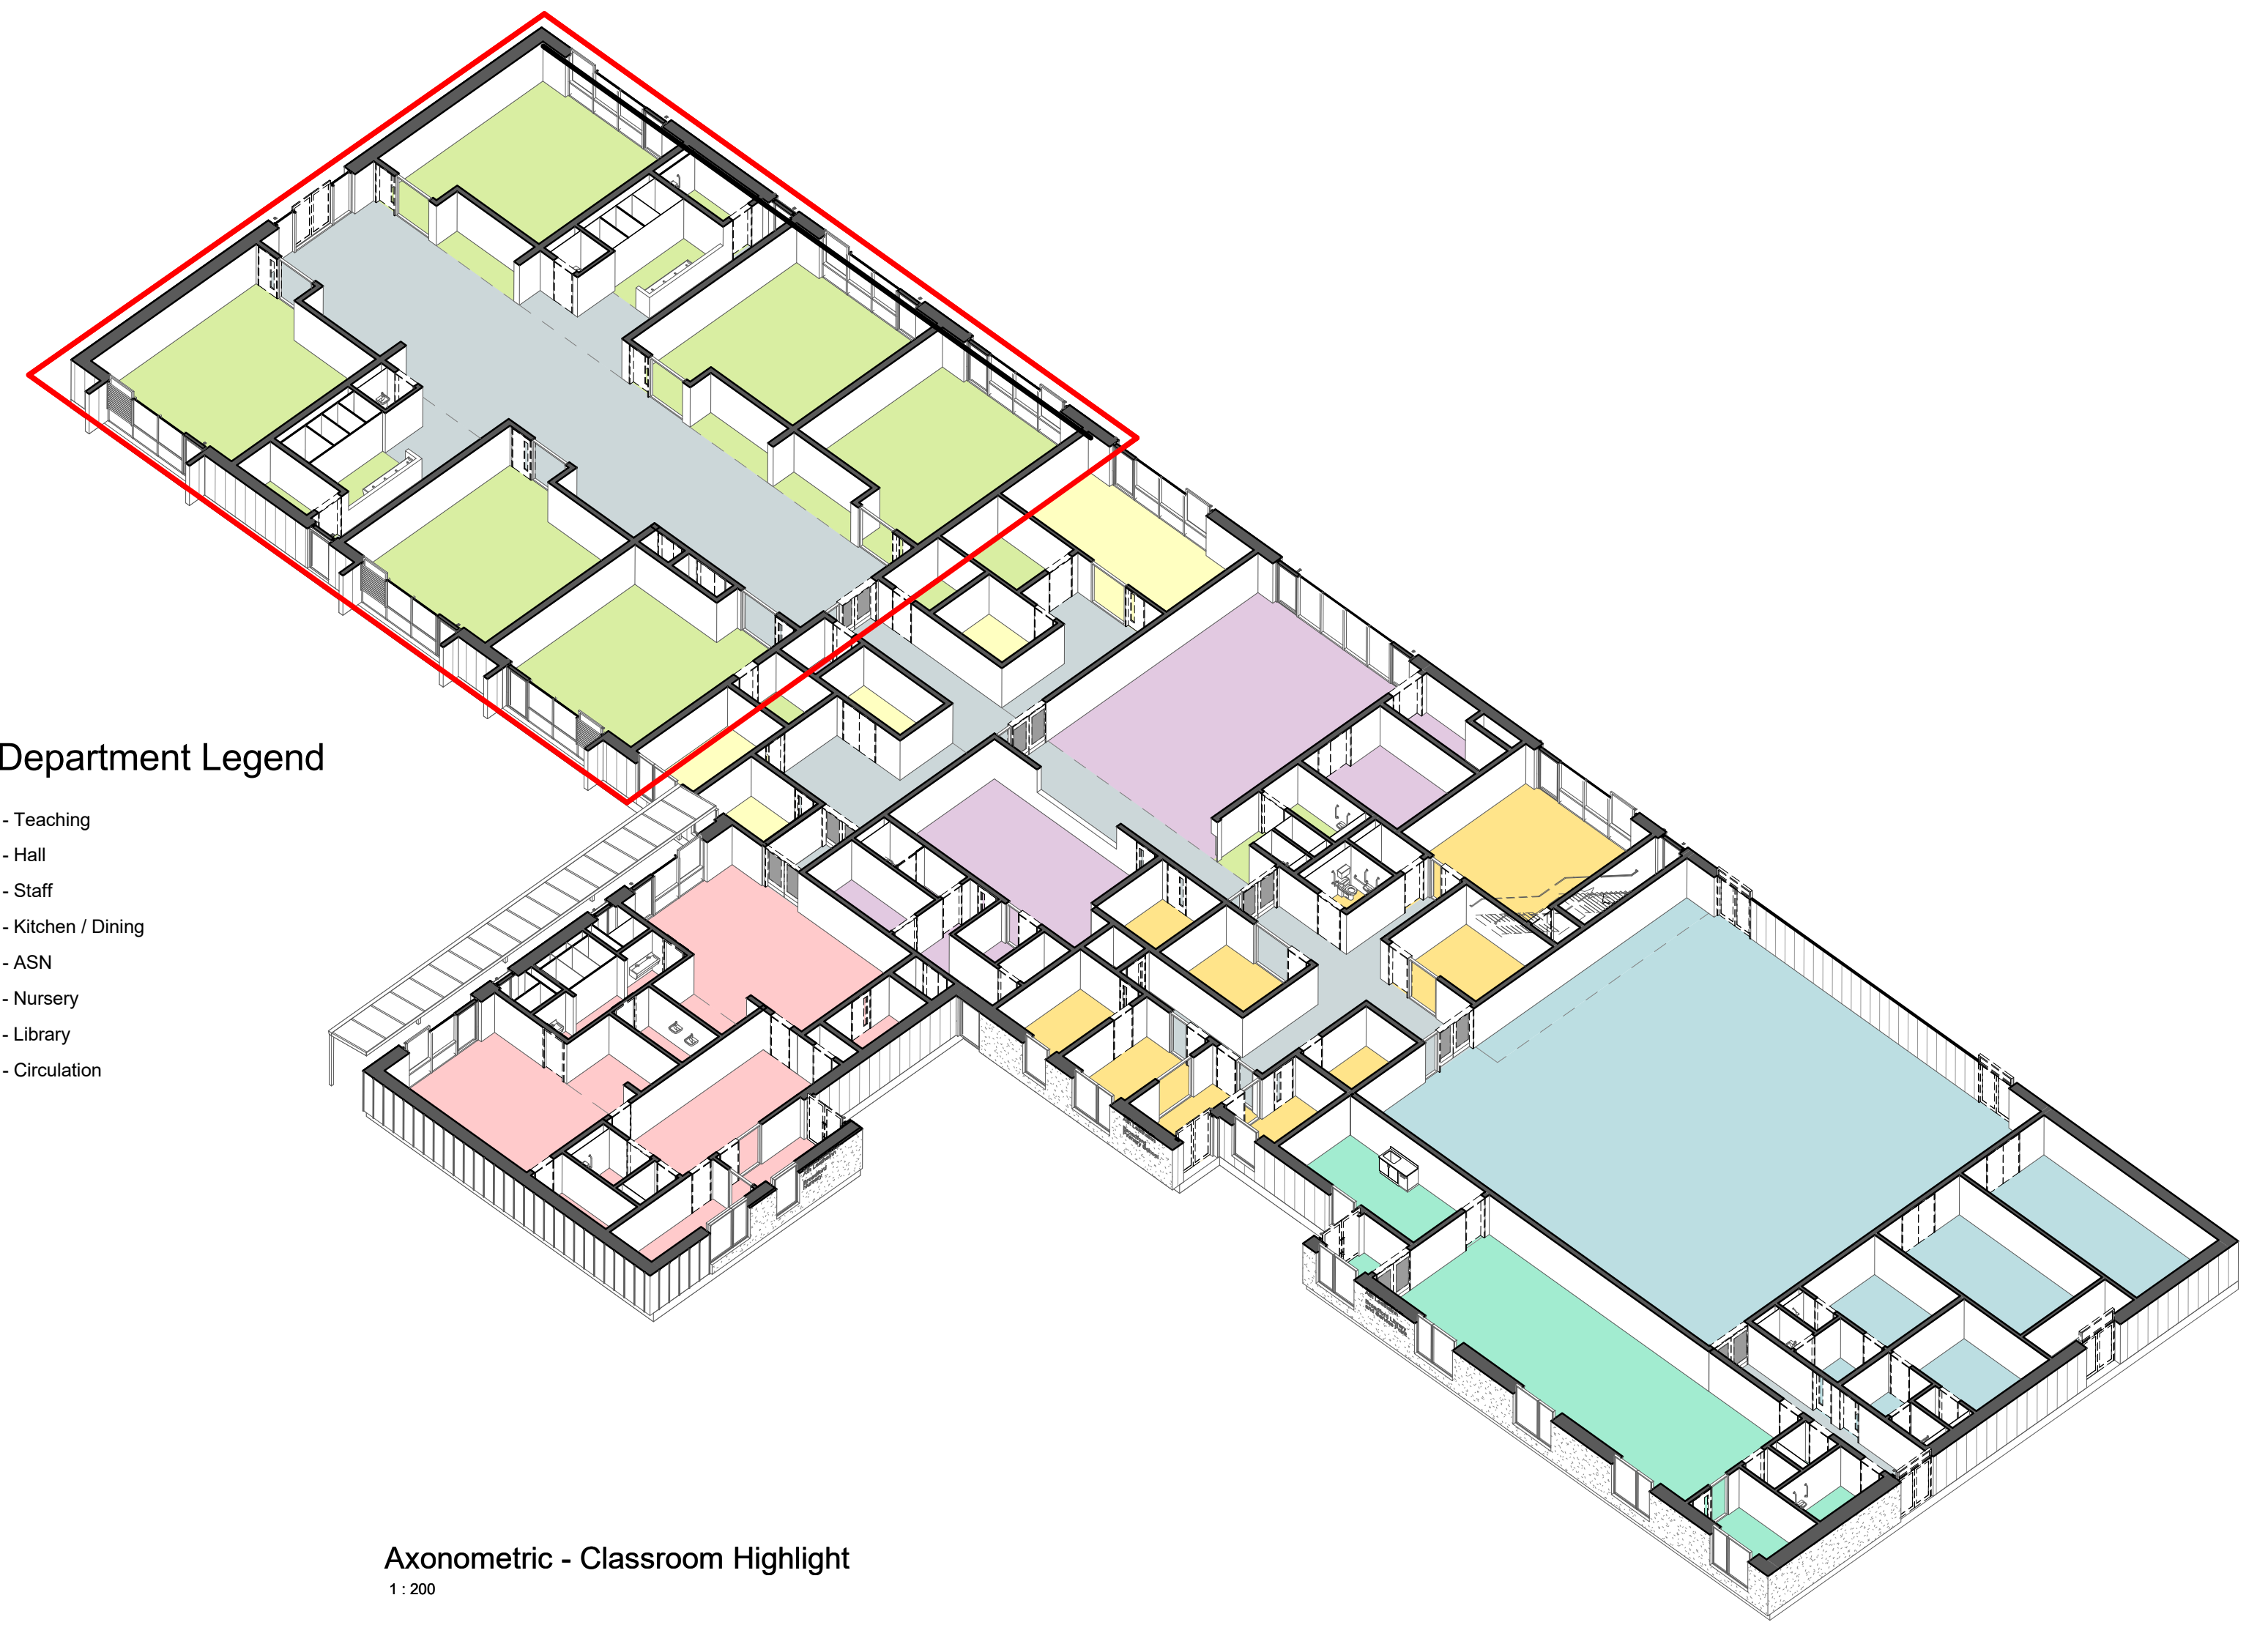 Department Legend
- Teaching
- Hall
- Staff
- Kitchen / Dining
- ASN
- Nursery
- Library
- Circulation
Axonometric - Classroom Highlight
1 : 200